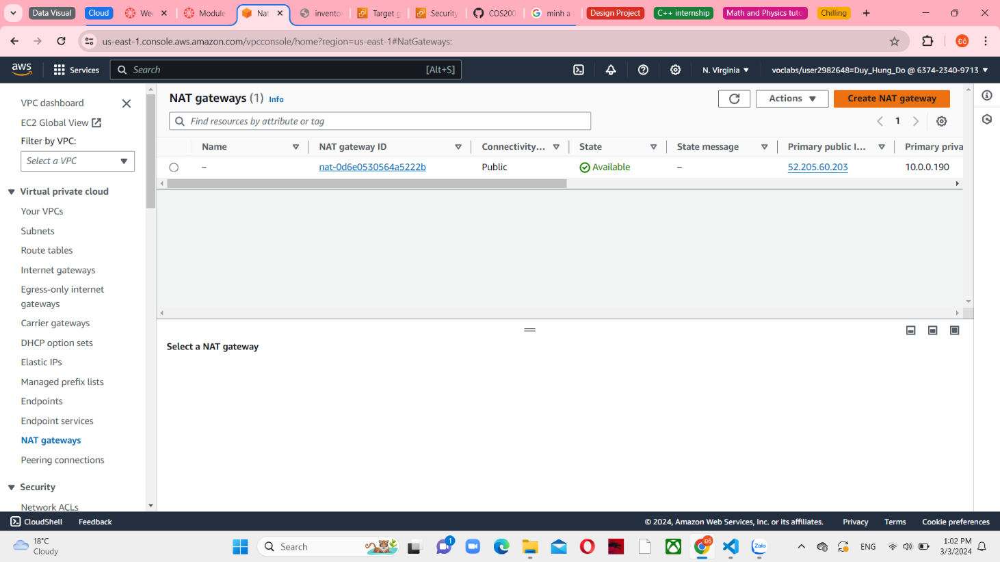 Data Visual
Cloud
Wee
Module
Nat
invento
Target g
Security
COS200
minh a
Design Project
C++ internship
Math and Physics tuto
Chilling
us-east-1.console.aws.amazon.com/vpcconsole/home?region=us-east-1#NatGateways:
Đỗ
aws
Services
Search
[Alt+S]
N. Virginia
voclabs/user2982648=Duy_Hung_Do @ 6374-2340-9713
VPC dashboard
EC2 Global View
Filter by VPC:
Select a VPC
Virtual private cloud
Your VPCs
Subnets
Route tables
Internet gateways
Egress-only internet
gateways
Carrier gateways
DHCP option sets
Elastic IPs
Managed prefix lists
Endpoints
Endpoint services
NAT gateways
Peering connections
Security
Network ACLs
NAT gateways (1) Info
Actions
Create NAT gateway
Find resources by attribute or tag
1
Name NAT gateway ID Connectivity... State State message Primary public I... Primary priva
– nat-0d6e0530564a5222b Public Available – 52.205.60.203 10.0.0.190
Select a NAT gateway
CloudShell Feedback © 2024, Amazon Web Services, Inc. or its affiliates. Privacy Terms Cookie preferences
18°C
Cloudy
Search
1
Đỗ
Zalo
ENG
1:02 PM
3/3/2024